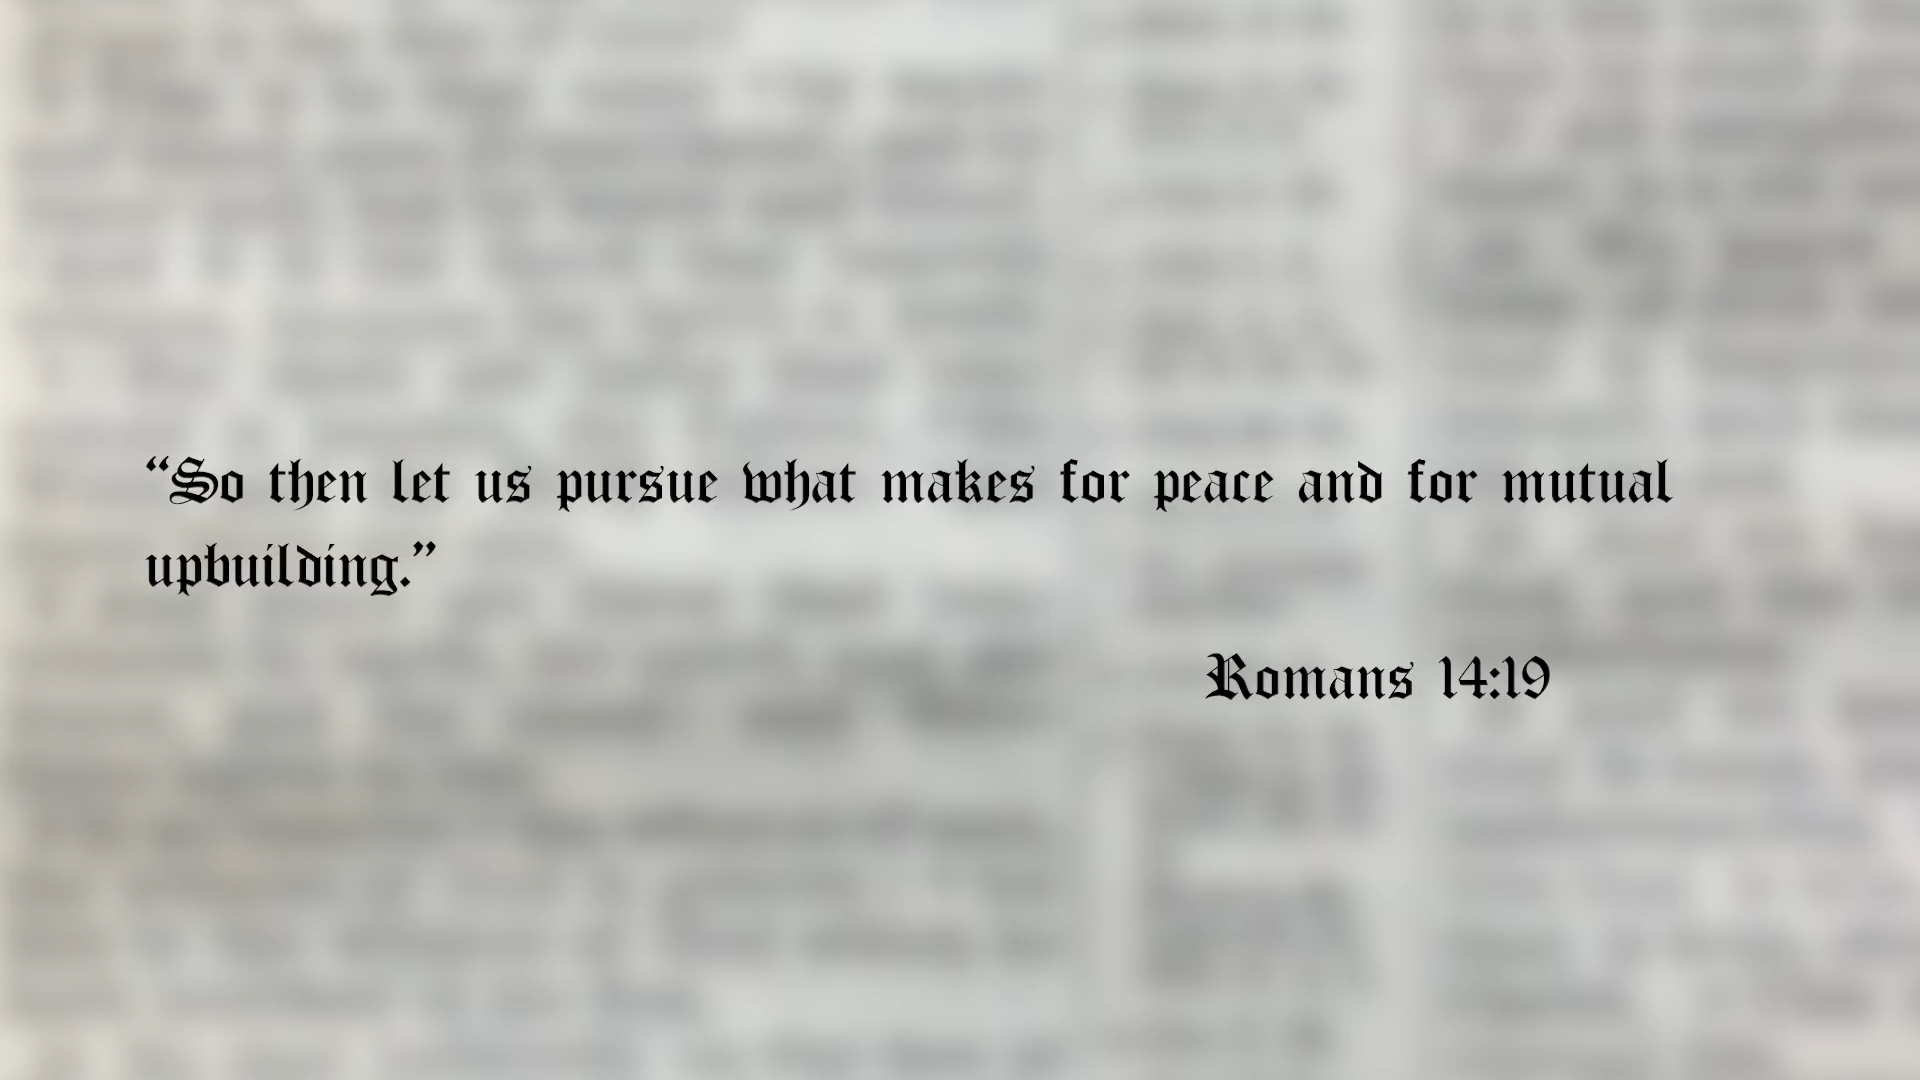 “So then let us pursue what makes for peace and for mutual
upbuilding.”
Romans 14:19